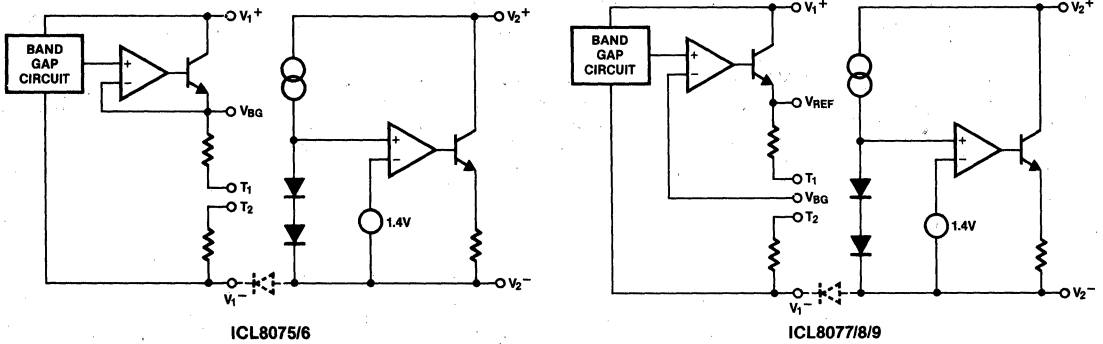 V1+
BAND
GAP
CIRCUIT
+
−
VBG
T1
T2
V1−
V2+
+
−
1.4V
V2−
ICL8075/6
V1+
BAND
GAP
CIRCUIT
+
−
VREF
T1
VBG
T2
V1−
V2+
+
−
1.4V
V2−
ICL8077/8/9